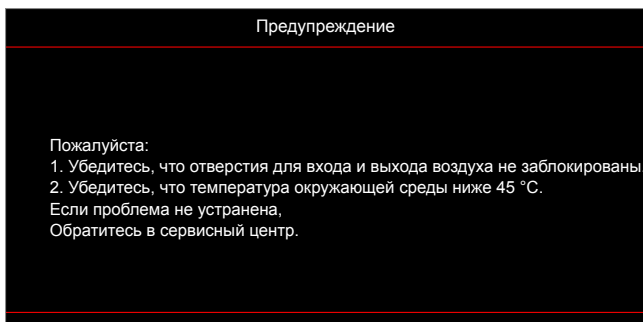 Предупреждение
Пожалуйста:
1. Убедитесь, что отверстия для входа и выхода воздуха не заблокированы.
2. Убедитесь, что температура окружающей среды ниже 45 °C.
Если проблема не устранена,
Обратитесь в сервисный центр.